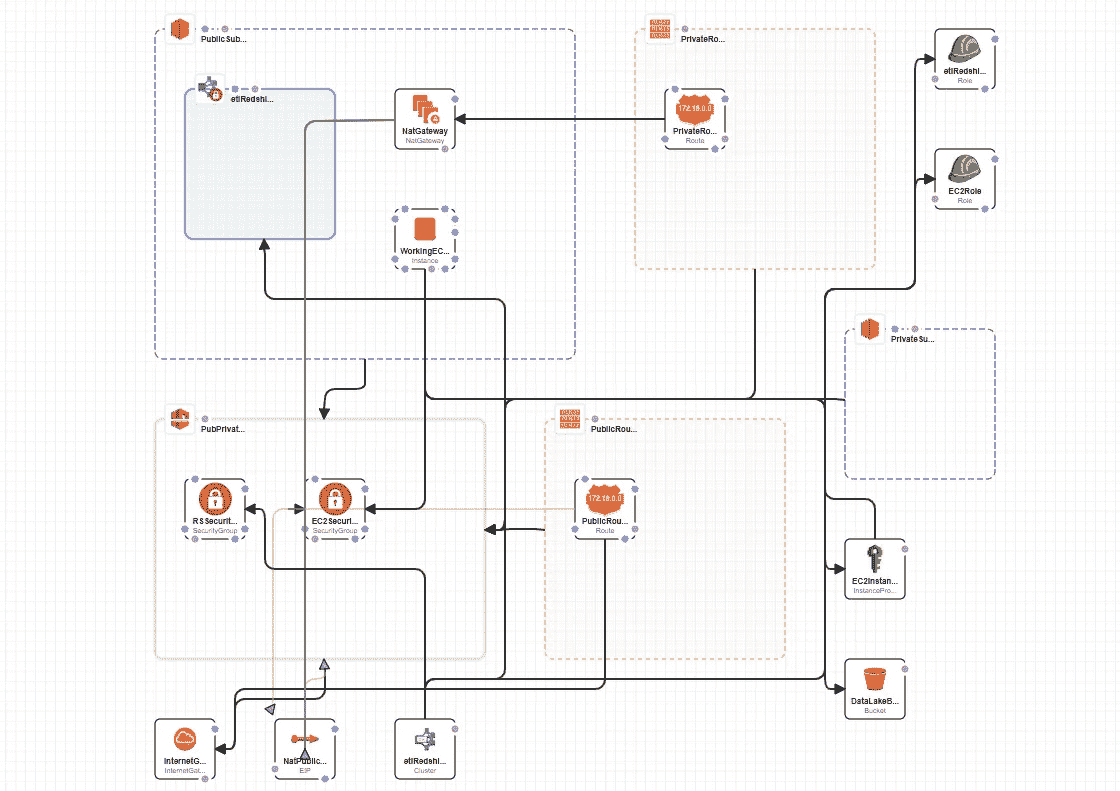 PublicSub...
PrivateRo...
etlRedshi...
Role
etlRedshi...
NatGateway
NatGateway
172.16.0.0
PrivateRo...
Route
EC2Role
Role
WorkingEC...
Instance
PrivateSu...
PubPrivat...
PublicRou...
RSSecurit...
SecurityGroup
EC2Securi...
SecurityGroup
172.16.0.0
PublicRou...
Route
EC2Instan...
InstancePro...
DataLakeB...
Bucket
InternetG...
InternetGat...
NatPublic...
EIP
etlRedshi...
Cluster